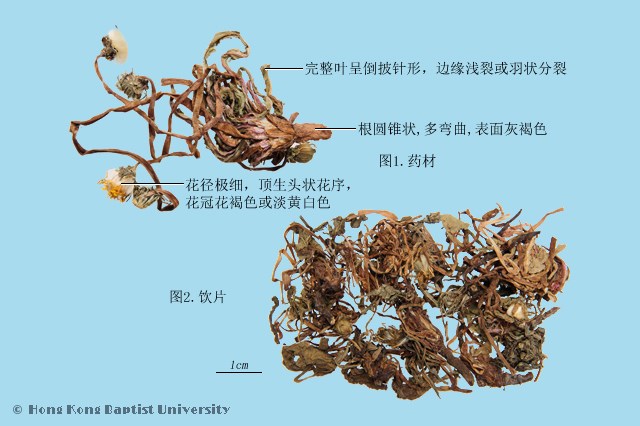 完整叶呈倒披针形，边缘浅裂或羽状分裂
根圆锥状,多弯曲,表面灰褐色
图1.药材
花径极细，顶生头状花序，
花冠花褐色或淡黄白色
图2.饮片
1cm
© Hong Kong Baptist University